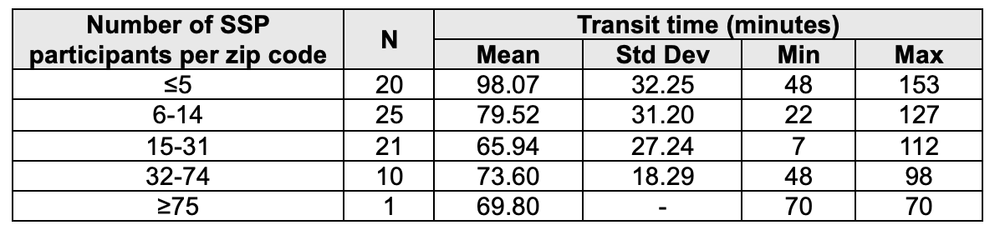 Number of SSP participants per zip code N Transit time (minutes)
Mean Std Dev Min Max
≤5 20 98.07 32.25 48 153
6-14 25 79.52 31.20 22 127
15-31 21 65.94 27.24 7 112
32-74 10 73.60 18.29 48 98
≥75 1 69.80 - 70 70